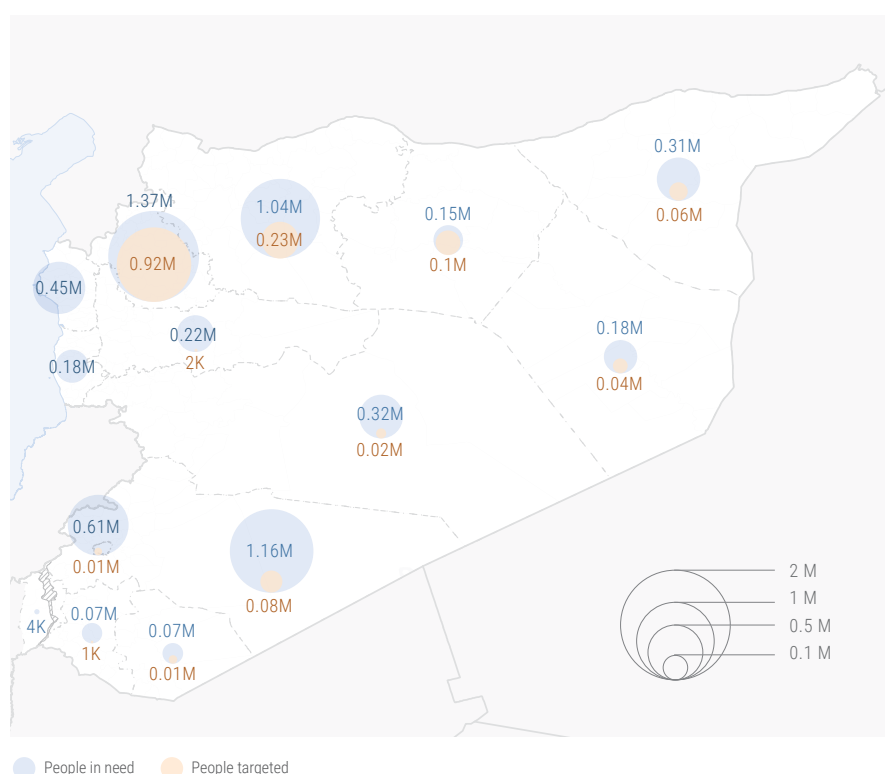 0.31M
0.06M
1.37M
1.04M
0.15M
0.23M
0.92M
0.1M
0.45M
0.22M
0.18M
2K
0.18M
0.04M
0.32M
0.02M
0.61M
0.01M
1.16M
0.08M
2 M
1 M
0.5 M
0.1 M
4K
0.07M
1K
0.07M
0.01M
People in need
People targeted